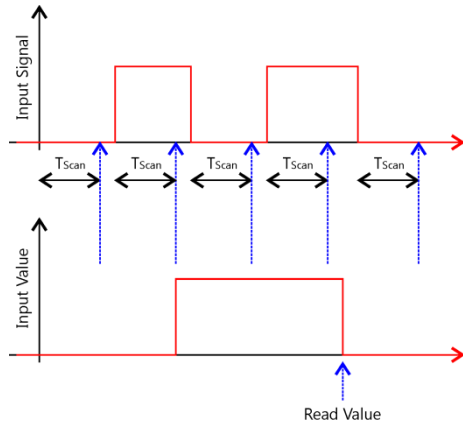 Input Signal
TScan
TScan
TScan
TScan
TScan
Input Value
Read Value